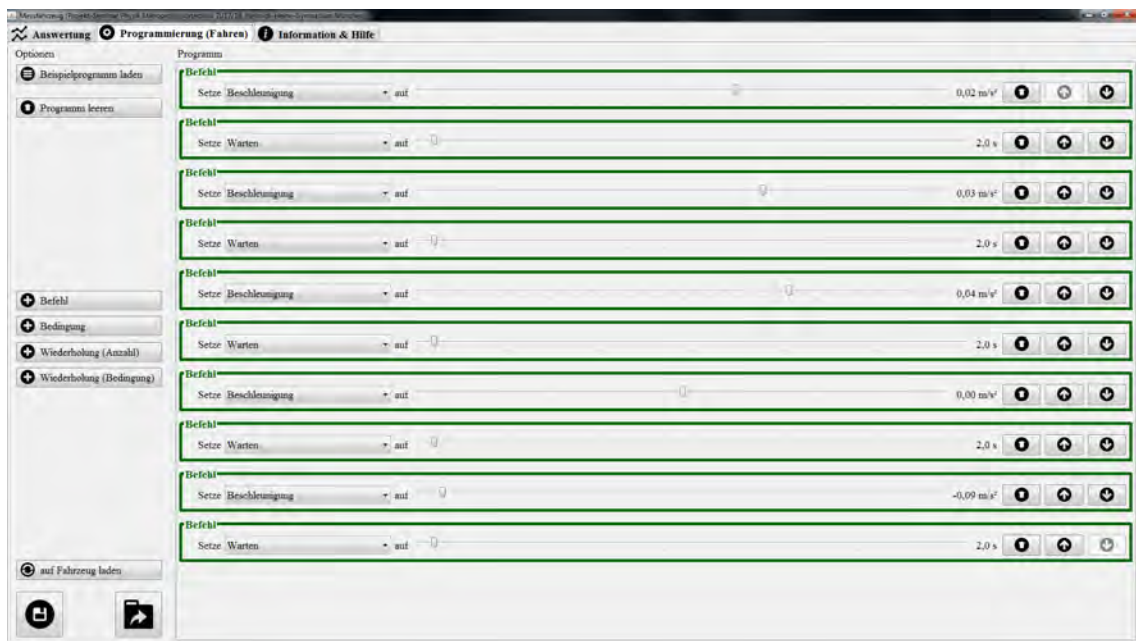 Auswertung Programmierung (Fahren) Information & Hilfe
Optionen
Programm
Beispielprogramm laden
Programm leeren
Befehl
Bedingung
Wiederholung (Anzahl)
Wiederholung (Bedingung)
auf Fahrzeug laden
Befehl
Setze Beschleunigung auf 0,02 m/s²
Befehl
Setze Warten auf 2,0 s
Befehl
Setze Beschleunigung auf 0,03 m/s²
Befehl
Setze Warten auf 2,0 s
Befehl
Setze Beschleunigung auf 0,04 m/s²
Befehl
Setze Warten auf 2,0 s
Befehl
Setze Beschleunigung auf 0,00 m/s²
Befehl
Setze Warten auf 2,0 s
Befehl
Setze Beschleunigung auf -0,09 m/s²
Befehl
Setze Warten auf 2,0 s